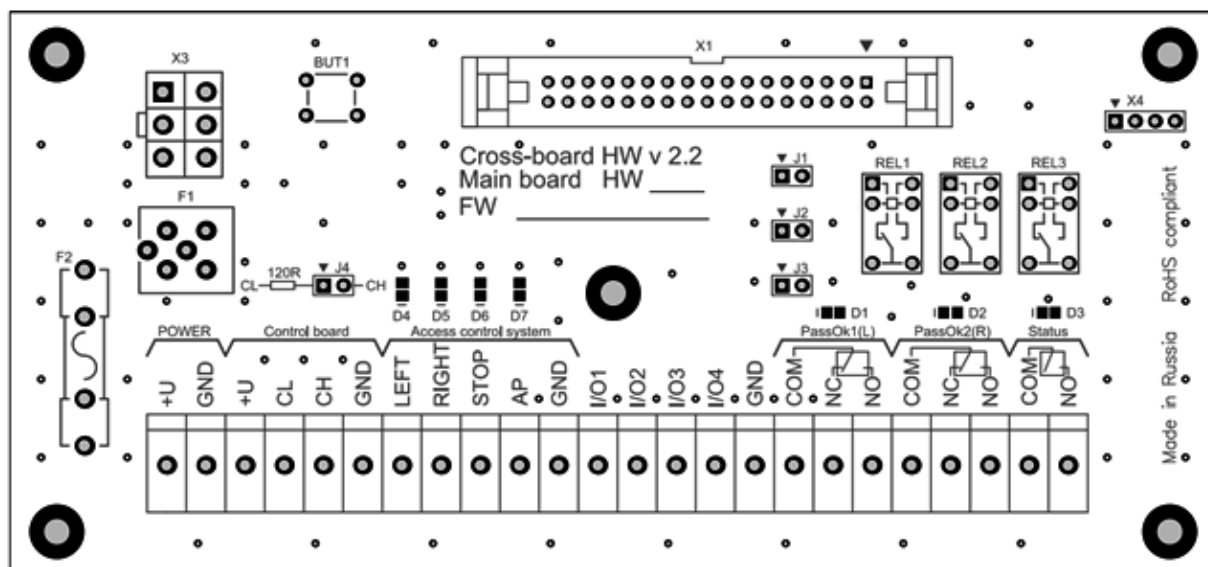 X3
BUT1
X1
X4
Cross-board HW v 2.2
Main board HW ____
FW ____________
J1
REL1 REL2 REL3
J2
J3
F1
F2
CL 120R J4 CH
D4 D5 D6 D7
D1 D2 D3
POWER Control board Access control system PassOk1(L) PassOk2(R) Status
+U GND +U CL CH GND LEFT RIGHT STOP AP GND I/O1 I/O2 I/O3 I/O4 GND COM NC NO COM NC NO COM NO
Made in Russia RoHS compliant